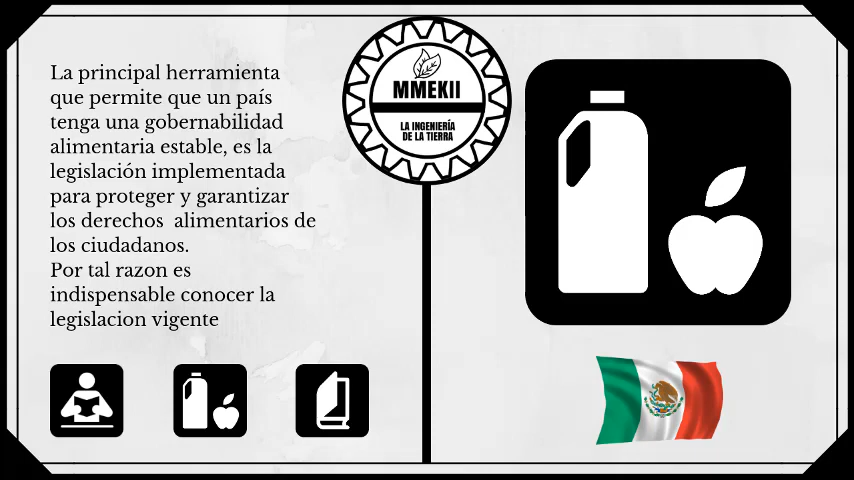 La principal herramienta
que permite que un país
tenga una gobernabilidad
alimentaria estable, es la
legislación implementada
para proteger y garantizar
los derechos  alimentarios de
los ciudadanos.
Por tal razon es
indispensable conocer la
legislacion vigente
MMEKII
LA INGENIERÍA
DE LA TIERRA